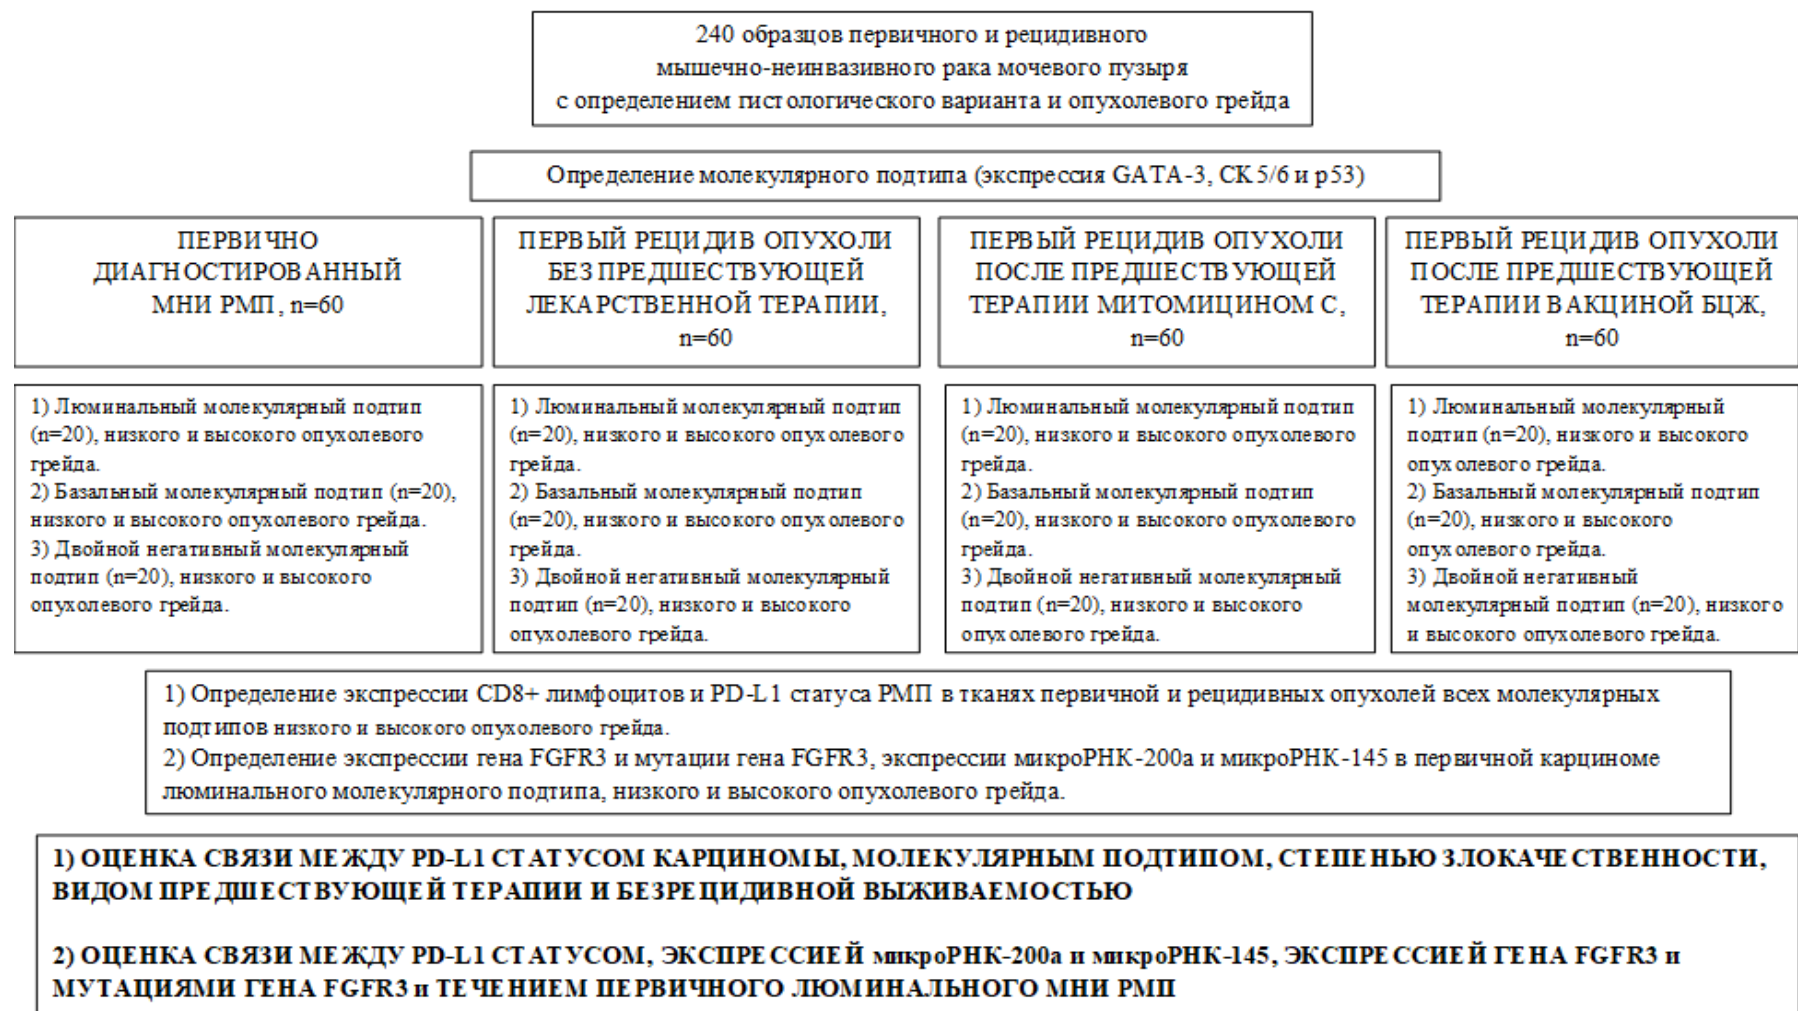 240 образцов первичного и рецидивного
мышечно-неинвазивного рака мочевого пузыря
с определением гистологического варианта и опухолевого грейда
Определение молекулярного подтипа (экспрессия GATA-3, CK 5/6 и p53)
ПЕРВИЧНО
ДИАГНОСТИРОВАННЫЙ
МНИ РМП, n=60
ПЕРВЫЙ РЕЦИДИВ ОПУХОЛИ
БЕЗ ПРЕДШЕСТВУЮЩЕЙ
ЛЕКАРСТВЕННОЙ ТЕРАПИИ,
n=60
ПЕРВЫЙ РЕЦИДИВ ОПУХОЛИ
ПОСЛЕ ПРЕДШЕСТВУЮЩЕЙ
ТЕРАПИИ МИТОМИЦИНОМ С,
n=60
ПЕРВЫЙ РЕЦИДИВ ОПУХОЛИ
ПОСЛЕ ПРЕДШЕСТВУЮЩЕЙ
ТЕРАПИИ ВАКЦИНОЙ БЦЖ,
n=60
1) Люминальный молекулярный подтип
(n=20), низкого и высокого опухолевого
грейда.
2) Базальный молекулярный подтип (n=20),
низкого и высокого опухолевого грейда.
3) Двойной негативный молекулярный
подтип (n=20), низкого и высокого
опухолевого грейда.
1) Люминальный молекулярный подтип
(n=20), низкого и высокого опухолевого
грейда.
2) Базальный молекулярный подтип
(n=20), низкого и высокого опухолевого
грейда.
3) Двойной негативный молекулярный
подтип (n=20), низкого и высокого
опухолевого грейда.
1) Люминальный молекулярный подтип
(n=20), низкого и высокого опухолевого
грейда.
2) Базальный молекулярный подтип
(n=20), низкого и высокого опухолевого
грейда.
3) Двойной негативный молекулярный
подтип (n=20), низкого и высокого
опухолевого грейда.
1) Люминальный молекулярный
подтип (n=20), низкого и высокого
опухолевого грейда.
2) Базальный молекулярный подтип
(n=20), низкого и высокого
опухолевого грейда.
3) Двойной негативный
молекулярный подтип (n=20), низкого
и высокого опухолевого грейда.
1) Определение экспрессии CD8+ лимфоцитов и PD-L1 статуса РМП в тканях первичной и рецидивных опухолей всех молекулярных
подтипов низкого и высокого опухолевого грейда.
2) Определение экспрессии гена FGFR3 и мутации гена FGFR3, экспрессии микроРНК-200а и микроРНК-145 в первичной карциноме
люминального молекулярного подтипа, низкого и высокого опухолевого грейда.
1) ОЦЕНКА СВЯЗИ МЕЖДУ PD-L1 СТАТУСОМ КАРЦИНОМЫ, МОЛЕКУЛЯРНЫМ ПОДТИПОМ, СТЕПЕНЬЮ ЗЛОКАЧЕСТВЕННОСТИ,
ВИДОМ ПРЕДШЕСТВУЮЩЕЙ ТЕРАПИИ И БЕЗРЕЦИДИВНОЙ ВЫЖИВАЕМОСТЬЮ
2) ОЦЕНКА СВЯЗИ МЕЖДУ PD-L1 СТАТУСОМ, ЭКСПРЕССИЕЙ микроРНК-200а и микроРНК-145, ЭКСПРЕССИЕЙ ГЕНА FGFR3 и
МУТАЦИЯМИ ГЕНА FGFR3 и ТЕЧЕНИЕМ ПЕРВИЧНОГО ЛЮМИНАЛЬНОГО МНИ РМП